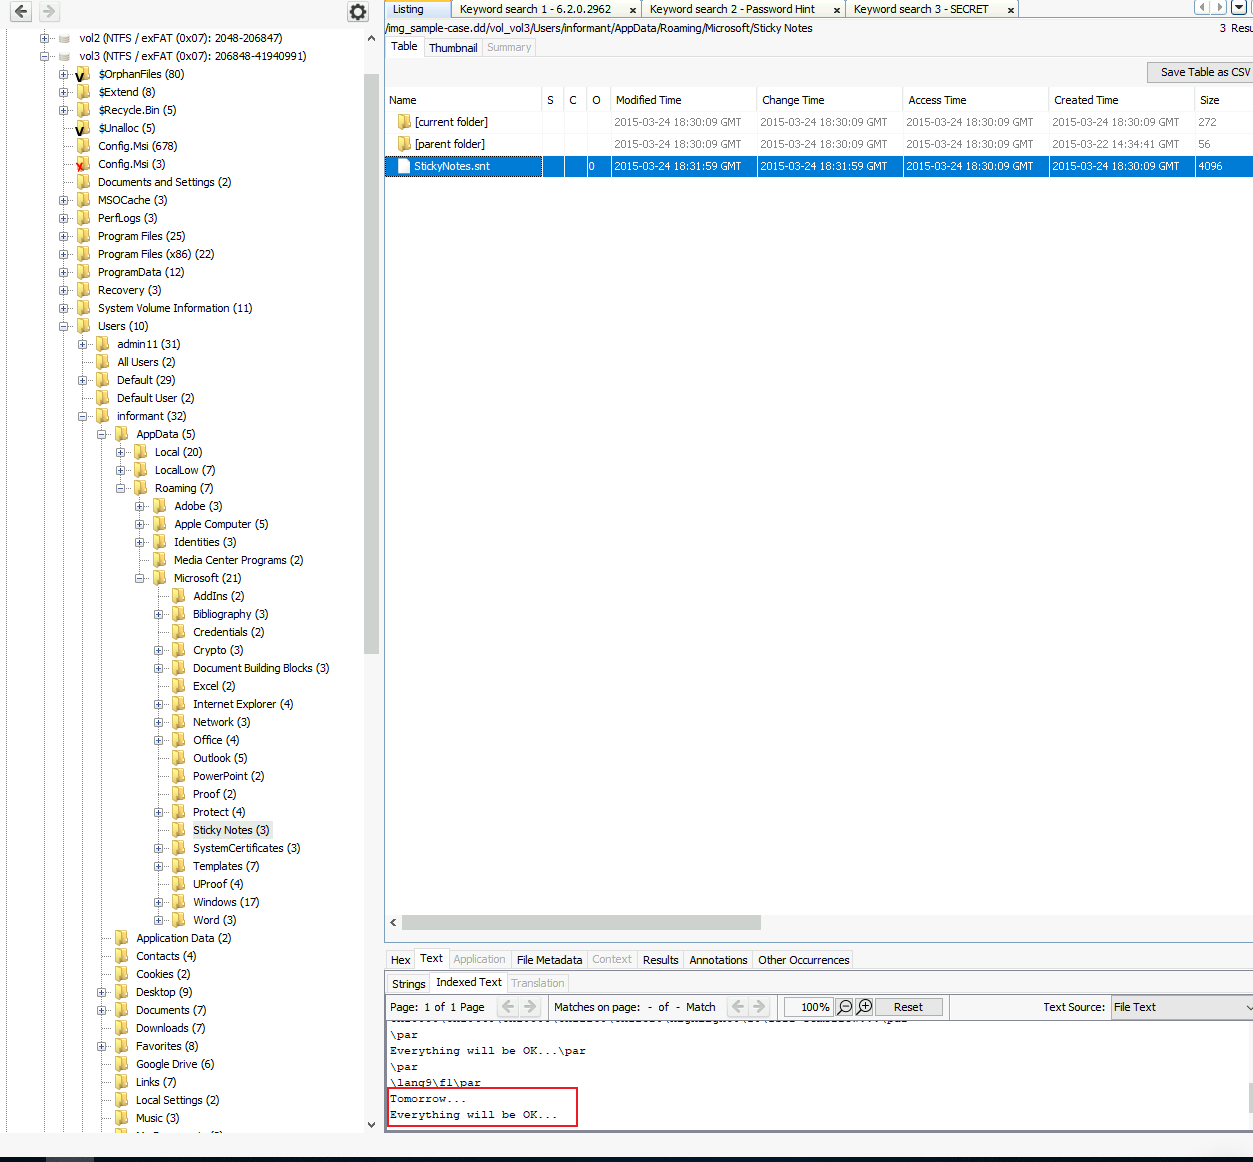 Listing
Keyword search 1 - 6.2.0.2962 ×
Keyword search 2 - Password Hint ×
Keyword search 3 - SECRET ×
/img_sample-case.dd/vol_vol3/Users/informant/AppData/Roaming/Microsoft/Sticky Notes
3 Resu
Table Thumbnail Summary
Save Table as CSV
Name S C O Modified Time Change Time Access Time Created Time Size
[current folder] 2015-03-24 18:30:09 GMT 2015-03-24 18:30:09 GMT 2015-03-24 18:30:09 GMT 2015-03-24 18:30:09 GMT 272
[parent folder] 2015-03-24 18:30:09 GMT 2015-03-24 18:30:09 GMT 2015-03-24 18:30:09 GMT 2015-03-22 14:34:41 GMT 56
StickyNotes.snt 0 2015-03-24 18:31:59 GMT 2015-03-24 18:31:59 GMT 2015-03-24 18:30:09 GMT 2015-03-24 18:30:09 GMT 4096
vol2 (NTFS / exFAT (0x07): 2048-206847)
vol3 (NTFS / exFAT (0x07): 206848-41940991)
$OrphanFiles (80)
$Extend (8)
$Recycle.Bin (5)
$Unalloc (5)
Config.Msi (678)
Config.Msi (3)
Documents and Settings (2)
MSOCache (3)
PerfLogs (3)
Program Files (25)
Program Files (x86) (22)
ProgramData (12)
Recovery (3)
System Volume Information (11)
Users (10)
admin11 (31)
All Users (2)
Default (29)
Default User (2)
informant (32)
AppData (5)
Local (20)
LocalLow (7)
Roaming (7)
Adobe (3)
Apple Computer (5)
Identities (3)
Media Center Programs (2)
Microsoft (21)
AddIns (2)
Bibliography (3)
Credentials (2)
Crypto (3)
Document Building Blocks (3)
Excel (2)
Internet Explorer (4)
Network (3)
Office (4)
Outlook (5)
PowerPoint (2)
Proof (2)
Protect (4)
Sticky Notes (3)
SystemCertificates (3)
Templates (7)
UProof (4)
Windows (17)
Word (3)
Application Data (2)
Contacts (4)
Cookies (2)
Desktop (9)
Documents (7)
Downloads (7)
Favorites (8)
Google Drive (6)
Links (7)
Local Settings (2)
Music (3)
Hex Text Application File Metadata Context Results Annotations Other Occurrences
Strings Indexed Text Translation
Page: 1 of 1 Page Matches on page: - of - Match 100% Reset Text Source: File Text
\par
Everything will be OK...\par
\par
\lang9\f1\par
Tomorrow...
Everything will be OK...